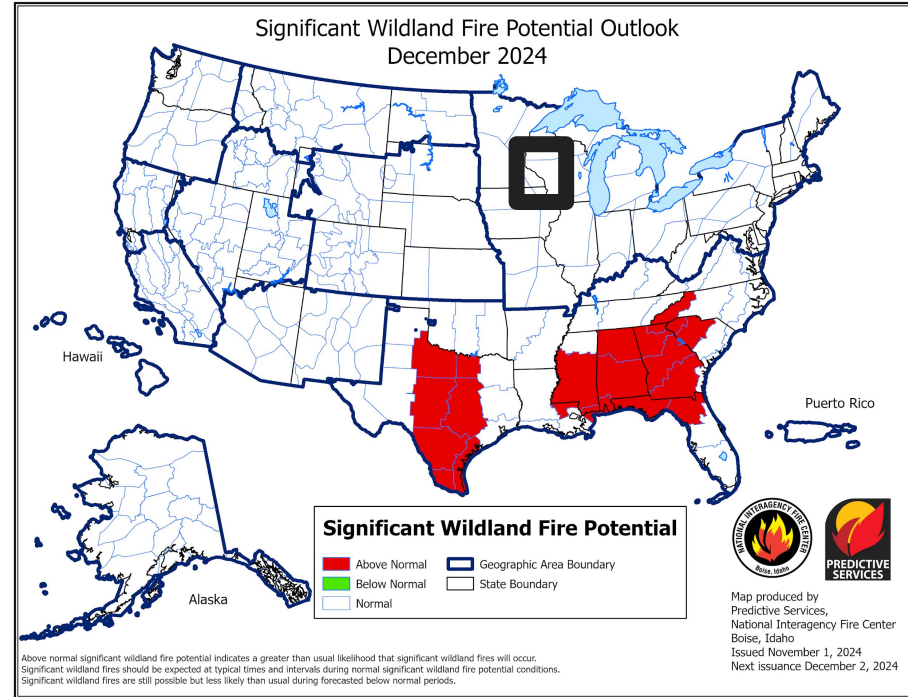 Significant Wildland Fire Potential Outlook
December 2024
Hawaii
Puerto Rico
Alaska
Significant Wildland Fire Potential
Above Normal
Below Normal
Normal
Geographic Area Boundary
State Boundary
NATIONAL INTERAGENCY FIRE CENTER
Boise, Idaho
PREDICTIVE
SERVICES
Map produced by
Predictive Services,
National Interagency Fire Center
Boise, Idaho
Issued November 1, 2024
Next issuance December 2, 2024
Above normal significant wildland fire potential indicates a greater than usual likelihood that significant wildland fires will occur.
Significant wildland fires should be expected at typical times and intervals during normal significant wildland fire potential conditions.
Significant wildland fires are still possible but less likely than usual during forecasted below normal periods.